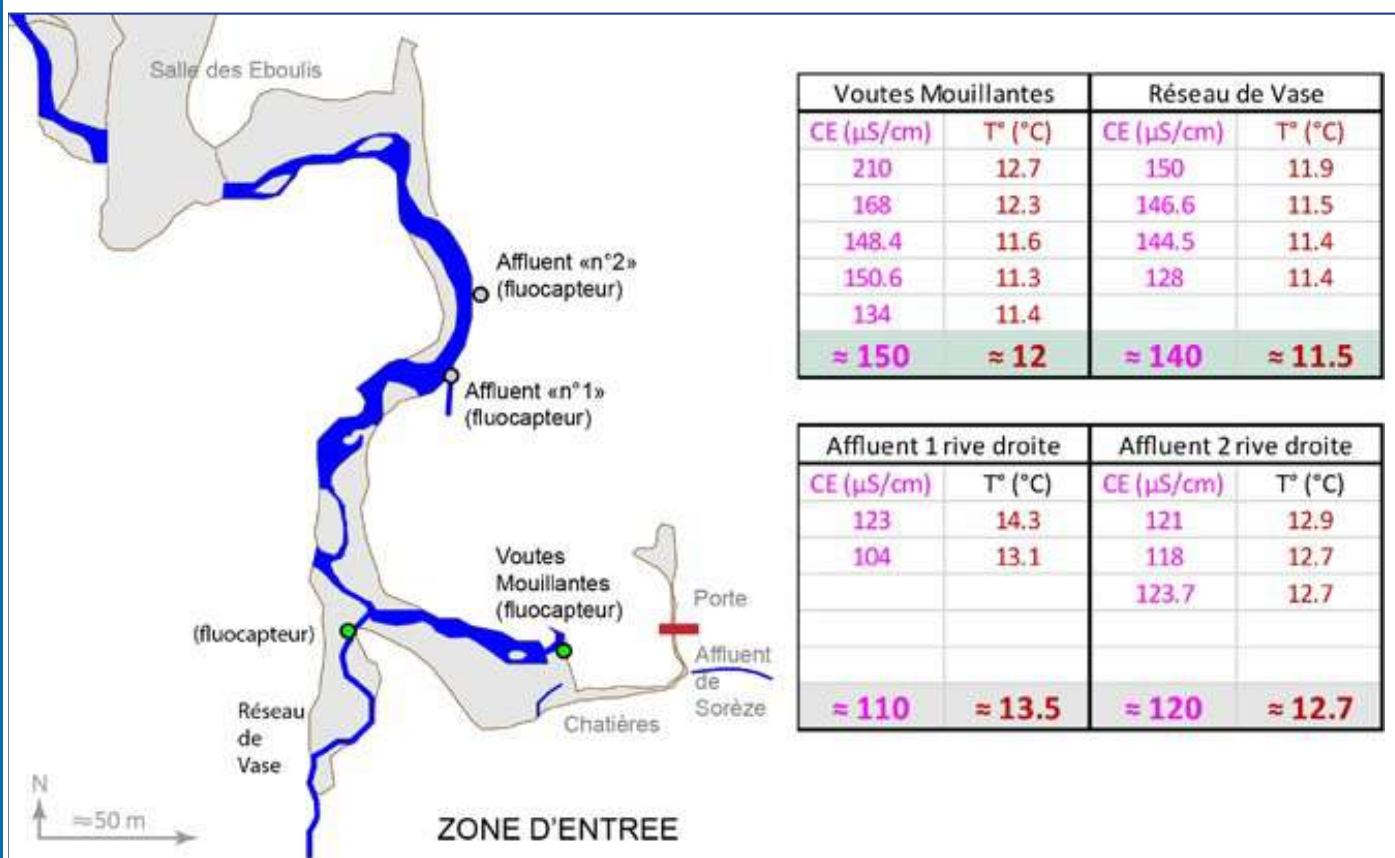 Salle des Eboulis
Affluent «n°2»
(fluocapteur)
Affluent «n°1»
(fluocapteur)
Voutes
Mouillantes
(fluocapteur)
Porte
(fluocapteur)
Affluent
de
Sorèze
Chatières
Réseau
de
Vase
N
≈50 m
ZONE D'ENTREE
Voutes Mouillantes Réseau de Vase
CE (µS/cm) T° (°C) CE (µS/cm) T° (°C)
210 12.7 150 11.9
168 12.3 146.6 11.5
148.4 11.6 144.5 11.4
150.6 11.3 128 11.4
134 11.4
≈ 150 ≈ 12 ≈ 140 ≈ 11.5
Affluent 1 rive droite Affluent 2 rive droite
CE (µS/cm) T° (°C) CE (µS/cm) T° (°C)
123 14.3 121 12.9
104 13.1 118 12.7
123.7 12.7
≈ 110 ≈ 13.5 ≈ 120 ≈ 12.7